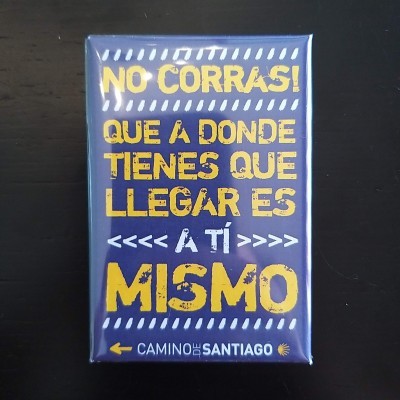 NO CORRAS!
QUE A DONDE
TIENES QUE
LLEGAR ES
<<<< A TÍ >>>>
MISMO
← CAMINO DE SANTIAGO